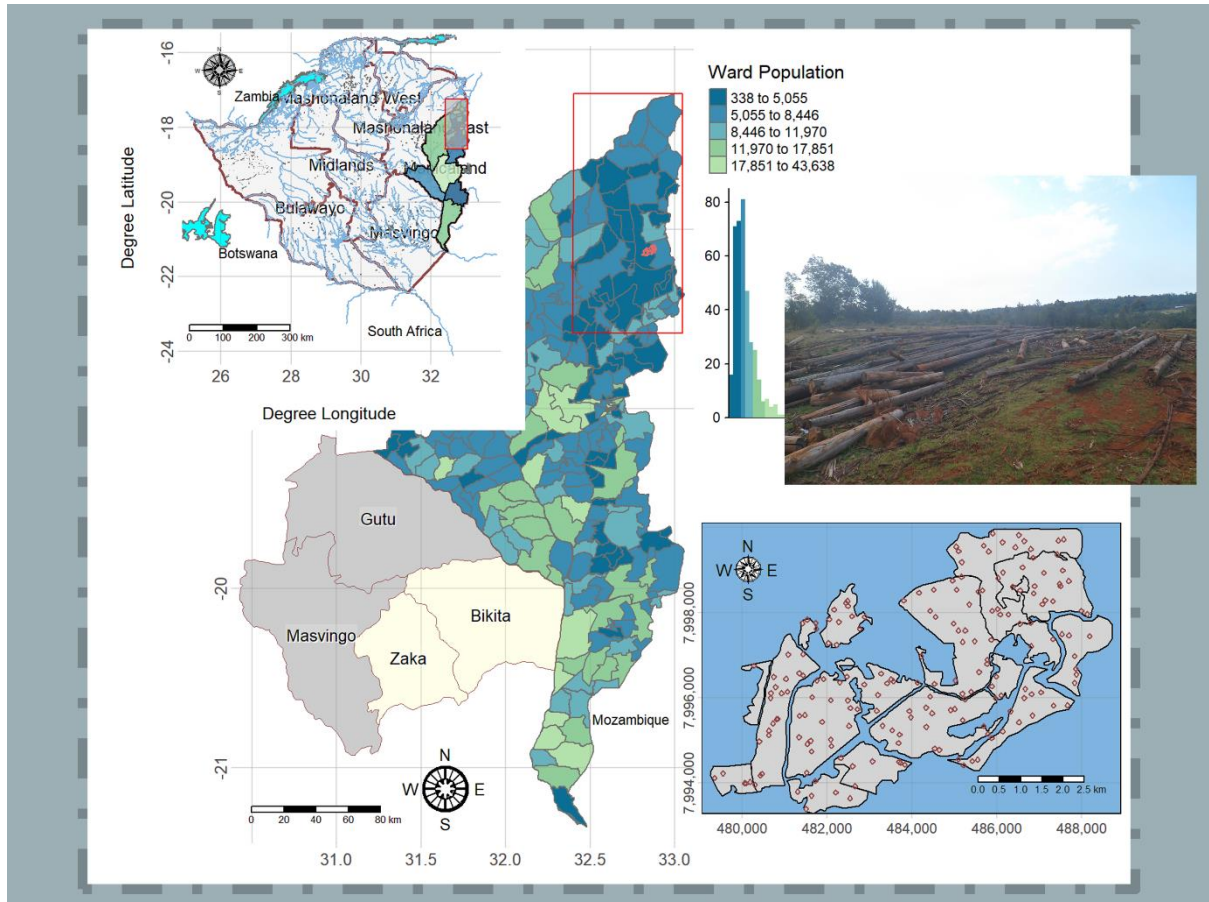 -16
-18
-20
-22
-24
Degree Latitude
N
W E
S
Zambia
Mashonaland West
Mashonaland East
Midlands
Manicaland
Bulawayo
Masvingo
Botswana
South Africa
0 100 200 300 km
26 28 30 32
Degree Longitude
Ward Population
338 to 5,055
5,055 to 8,446
8,446 to 11,970
11,970 to 17,851
17,851 to 43,638
80
60
40
20
0
Gutu
Masvingo
Bikita
Zaka
Mozambique
-20
-21
N
W E
S
0 20 40 60 80 km
31.0 31.5 32.0 32.5 33.0
N
W E
S
7,998,000
7,996,000
7,994,000
0.0 0.5 1.0 1.5 2.0 2.5 km
480,000 482,000 484,000 486,000 488,000